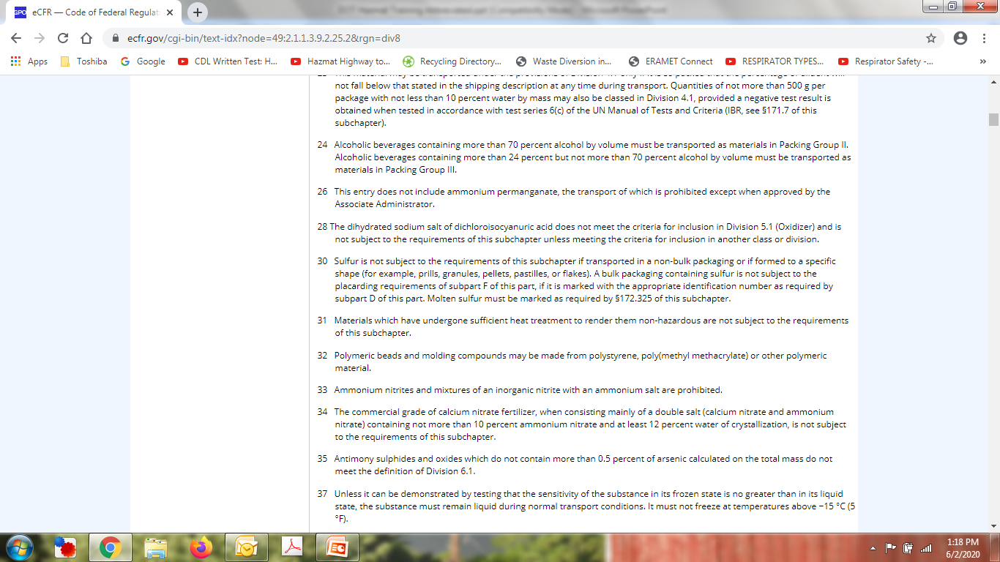 DOT Hazmat Training Abbreviated.ppt [Compatibility Mode] - Microsoft PowerPoint
GPO eCFR — Code of Federal Regulat
ecfr.gov/cgi-bin/text-idx?node=49:2.1.1.3.9.2.25.2&rgn=div8
Apps Toshiba Google CDL Written Test: H... Hazmat Highway to... Recycling Directory... Waste Diversion in... ERAMET Connect RESPIRATOR TYPES... Respirator Safety -... »
not fall below that stated in the shipping description at any time during transport. Quantities of not more than 500 g per
package with not less than 10 percent water by mass may also be classed in Division 4.1, provided a negative test result is
obtained when tested in accordance with test series 6(c) of the UN Manual of Tests and Criteria (IBR, see §171.7 of this
subchapter).
24 Alcoholic beverages containing more than 70 percent alcohol by volume must be transported as materials in Packing Group II.
Alcoholic beverages containing more than 24 percent but not more than 70 percent alcohol by volume must be transported as
materials in Packing Group III.
26 This entry does not include ammonium permanganate, the transport of which is prohibited except when approved by the
Associate Administrator.
28 The dihydrated sodium salt of dichloroisocyanuric acid does not meet the criteria for inclusion in Division 5.1 (Oxidizer) and is
not subject to the requirements of this subchapter unless meeting the criteria for inclusion in another class or division.
30 Sulfur is not subject to the requirements of this subchapter if transported in a non-bulk packaging or if formed to a specific
shape (for example, prills, granules, pellets, pastilles, or flakes). A bulk packaging containing sulfur is not subject to the
placarding requirements of subpart F of this part, if it is marked with the appropriate identification number as required by
subpart D of this part. Molten sulfur must be marked as required by §172.325 of this subchapter.
31 Materials which have undergone sufficient heat treatment to render them non-hazardous are not subject to the requirements
of this subchapter.
32 Polymeric beads and molding compounds may be made from polystyrene, poly(methyl methacrylate) or other polymeric
material.
33 Ammonium nitrites and mixtures of an inorganic nitrite with an ammonium salt are prohibited.
34 The commercial grade of calcium nitrate fertilizer, when consisting mainly of a double salt (calcium nitrate and ammonium
nitrate) containing not more than 10 percent ammonium nitrate and at least 12 percent water of crystallization, is not subject
to the requirements of this subchapter.
35 Antimony sulphides and oxides which do not contain more than 0.5 percent of arsenic calculated on the total mass do not
meet the definition of Division 6.1.
37 Unless it can be demonstrated by testing that the sensitivity of the substance in its frozen state is no greater than in its liquid
state, the substance must remain liquid during normal transport conditions. It must not freeze at temperatures above −15 °C (5
°F).
1:18 PM
6/2/2020